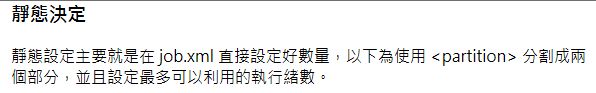 靜態決定
靜態設定主要就是在 job.xml 直接設定好數量，以下為使用 <partition> 分割成兩
個部分，並且設定最多可以利用的執行緒數。